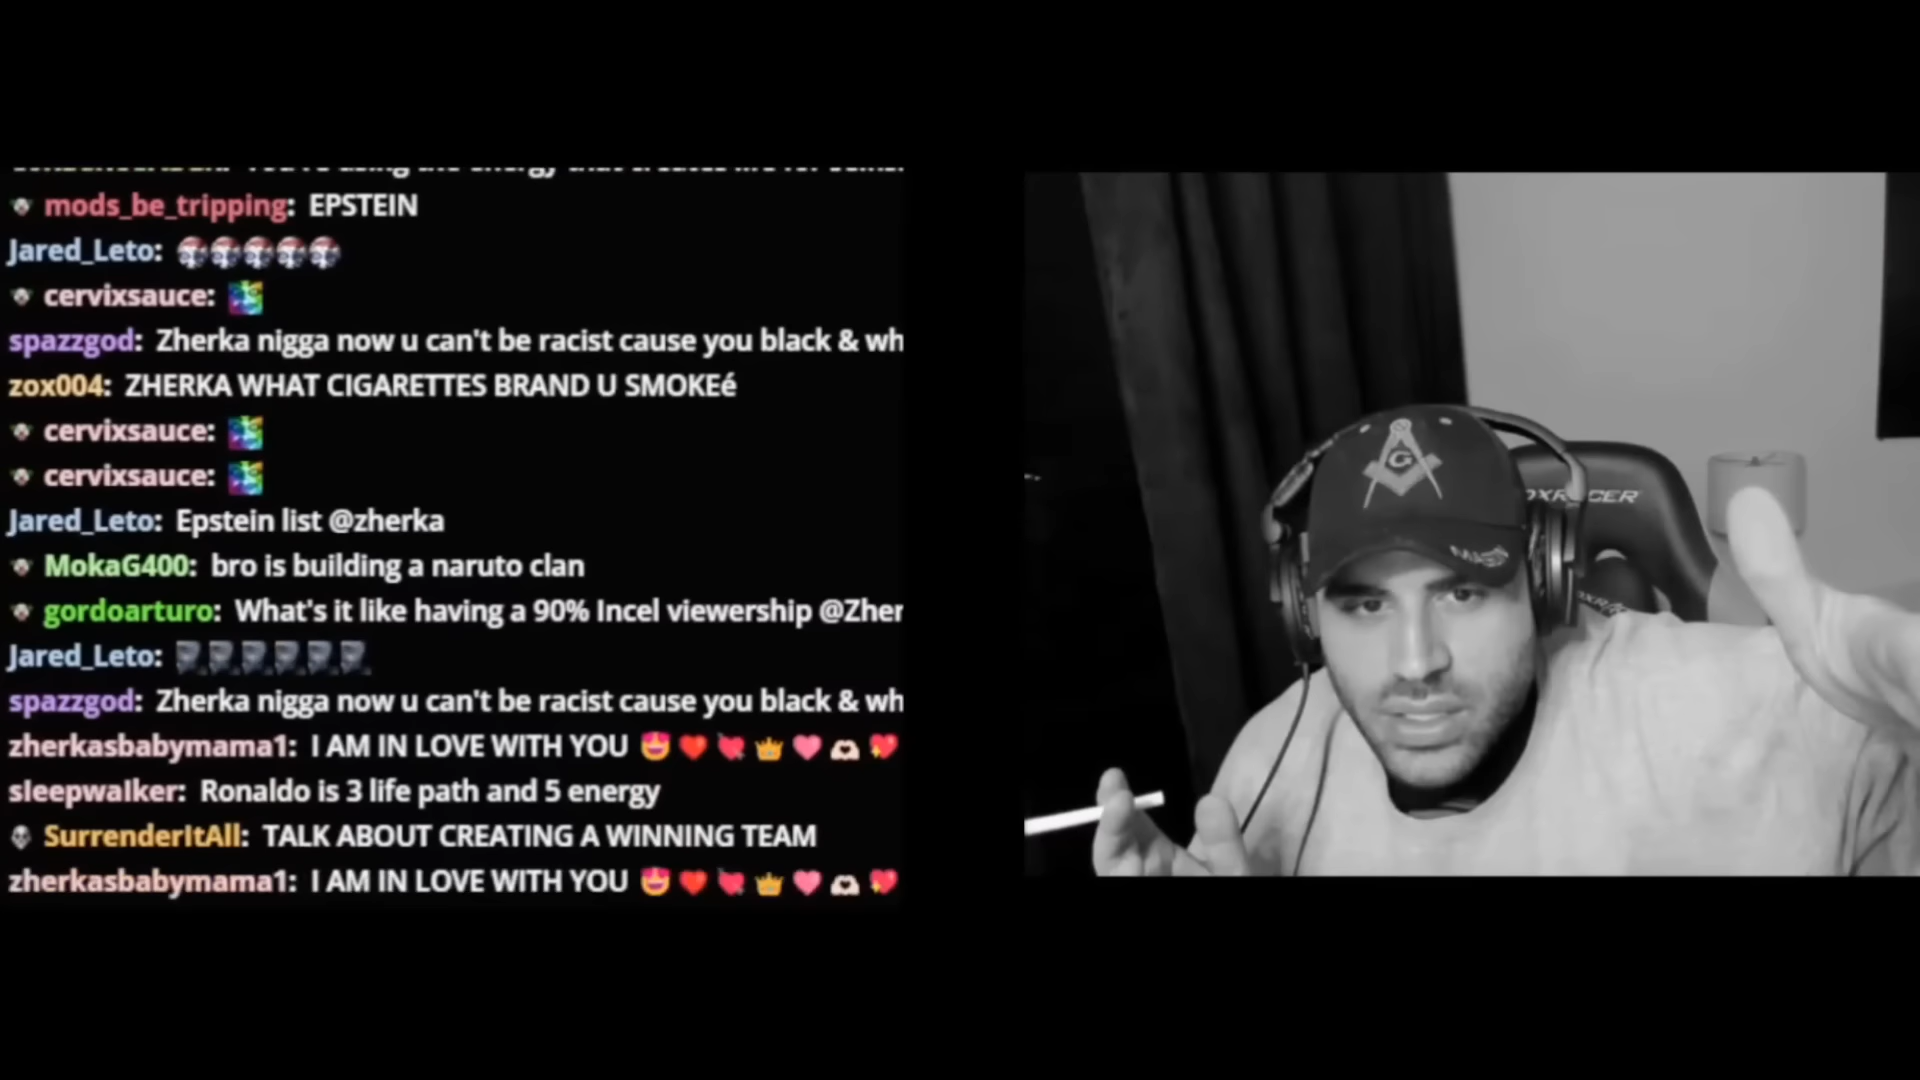 mods_be_tripping: EPSTEIN
Jared_Leto:
cervixsauce:
spazzgod: Zherka nigga now u can't be racist cause you black & wh
zox004: ZHERKA WHAT CIGARETTES BRAND U SMOKEé
cervixsauce:
cervixsauce:
Jared_Leto: Epstein list @zherka
MokaG400: bro is building a naruto clan
gordoarturo: What's it like having a 90% Incel viewership @Zher
Jared_Leto:
spazzgod: Zherka nigga now u can't be racist cause you black & wh
zherkasbabymama1: I AM IN LOVE WITH YOU 😍❤️💘👑🩷🫶💖
sleepwalker: Ronaldo is 3 life path and 5 energy
SurrenderItAll: TALK ABOUT CREATING A WINNING TEAM
zherkasbabymama1: I AM IN LOVE WITH YOU 😍❤️💘👑🩷🫶💖
G
DXRACER